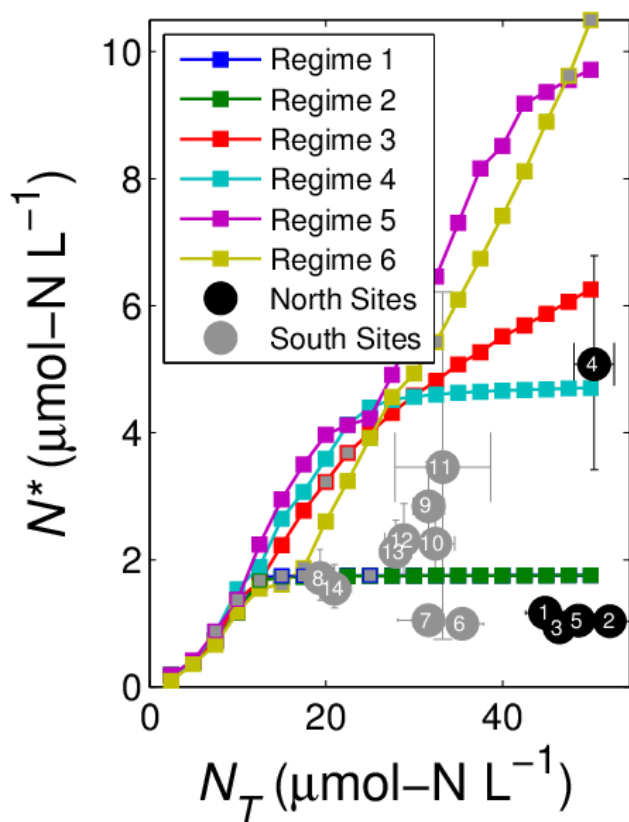 10
8
6
4
2
0
N* (μmol–N L⁻¹)
Regime 1
Regime 2
Regime 3
Regime 4
Regime 5
Regime 6
North Sites
South Sites
4
11
9
12
10
13
8
14
7
6
1
3
5
2
0
20
40
N_T (μmol–N L⁻¹)